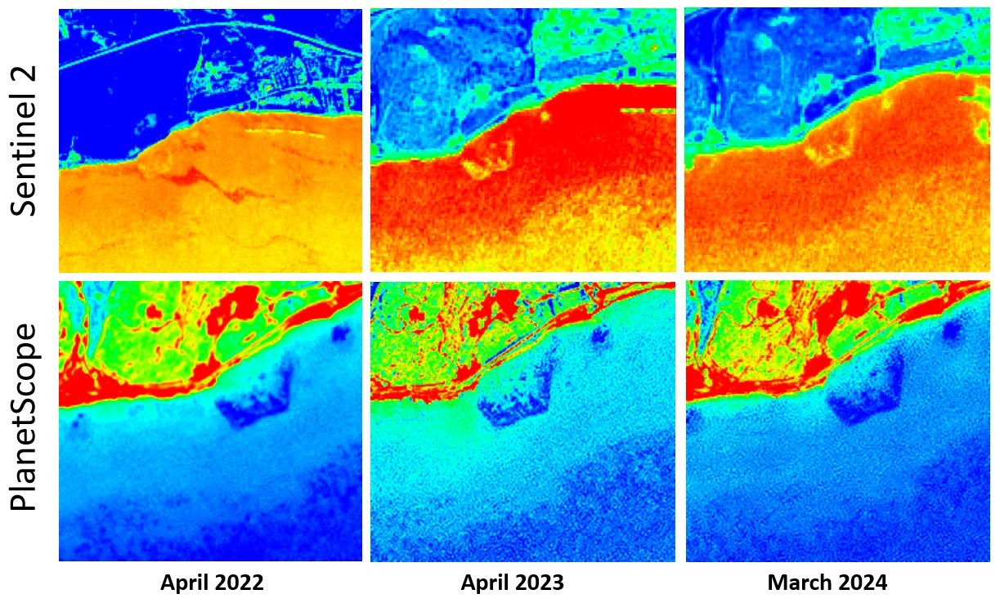 Sentinel 2
PlanetScope
April 2022
April 2023
March 2024